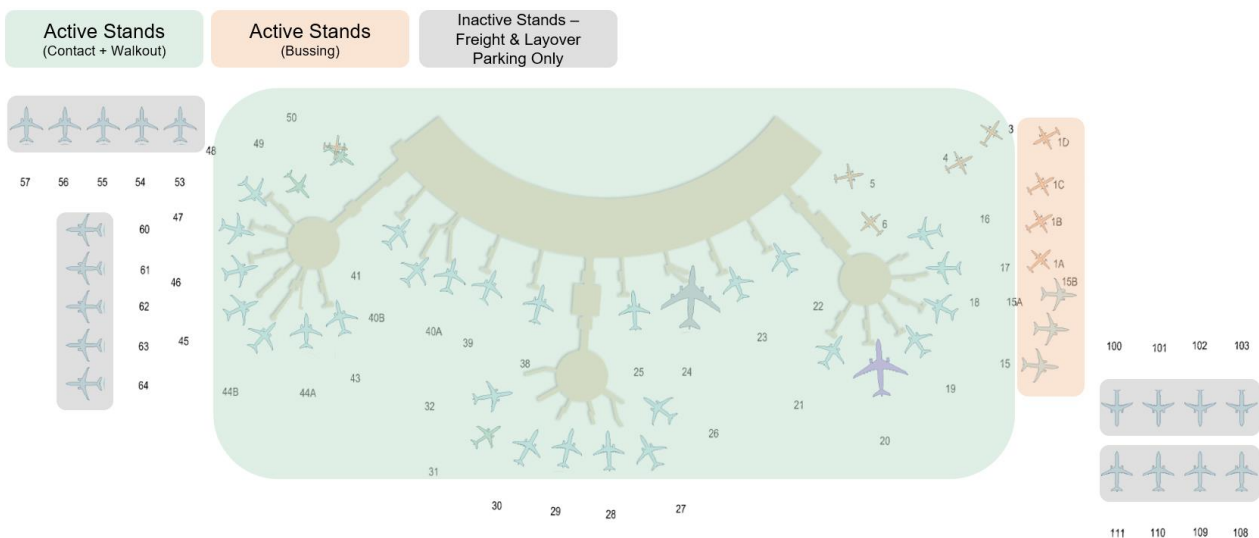 Active Stands
(Contact + Walkout)
Active Stands
(Bussing)
Inactive Stands –
Freight & Layover
Parking Only
50
3
49
48
4
1D
57
56
55
54
53
5
1C
47
60
16
6
1B
61
41
17
1A
46
15B
62
40B
40A
22
18
15A
63
45
39
23
64
44B
44A
43
38
25
24
15
19
100
101
102
103
32
21
26
20
31
30
29
28
27
111
110
109
108